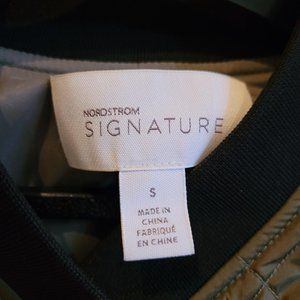 NORDSTROM
SIGNATURE
S
MADE IN
CHINA
FABRIQUÉ
EN CHINE